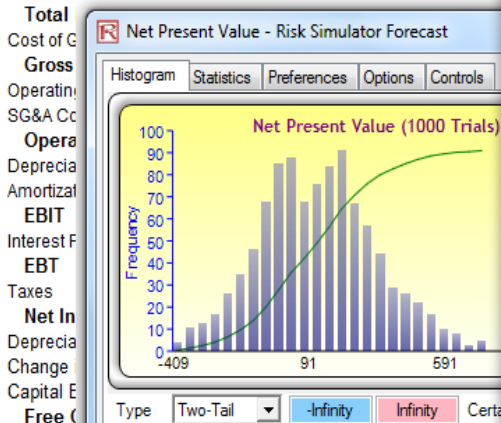 Total
Cost of G
Gross
Operating
SG&A Co
Opera
Deprecia
Amortizat
EBIT
Interest F
EBT
Taxes
Net In
Deprecia
Change
Capital E
Free C
Net Present Value - Risk Simulator Forecast
Histogram Statistics Preferences Options Controls
Net Present Value (1000 Trials)
Frequency
100
90
80
70
60
50
40
30
20
10
0
-409 91 591
Type Two-Tail -Infinity Infinity Certa